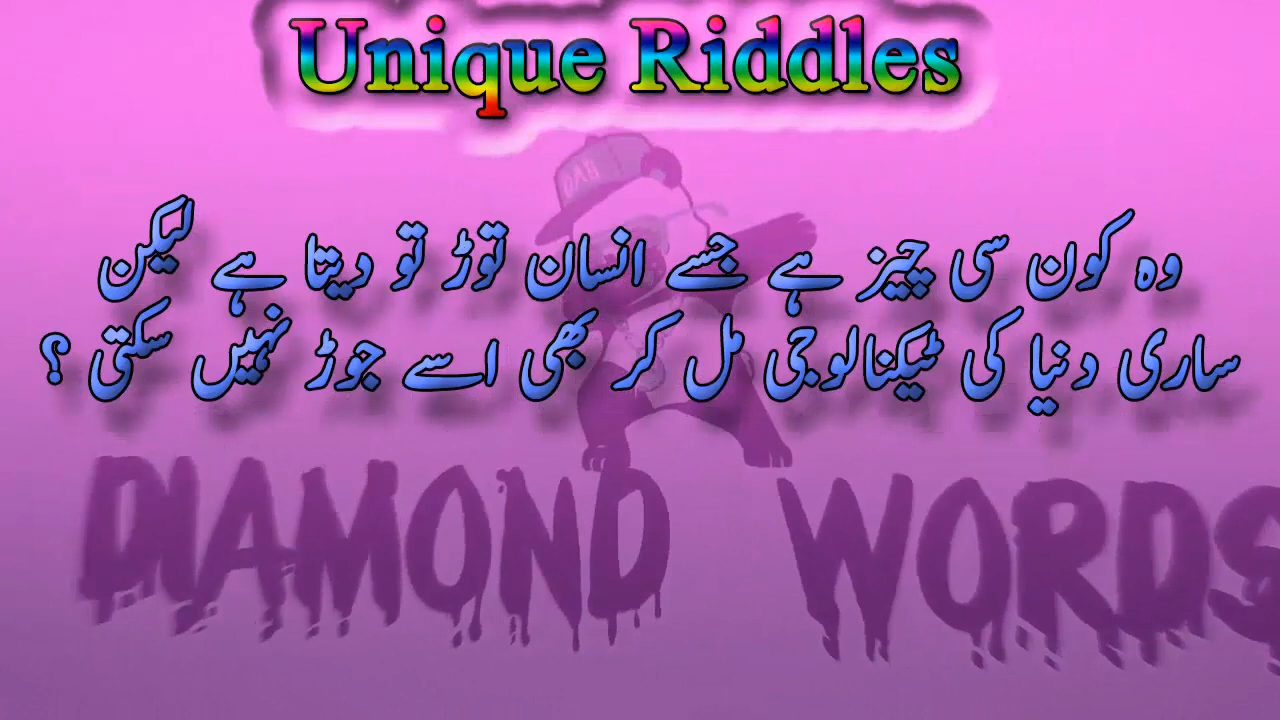 Unique Riddles
DAB
وہ کون سی چیز ہے جسے انسان توڑ تو دیتا ہے لیکن
ساری دنیا کی ٹیکنالوجی مل کر بھی اسے جوڑ نہیں سکتی ؟
DIAMOND WORDS